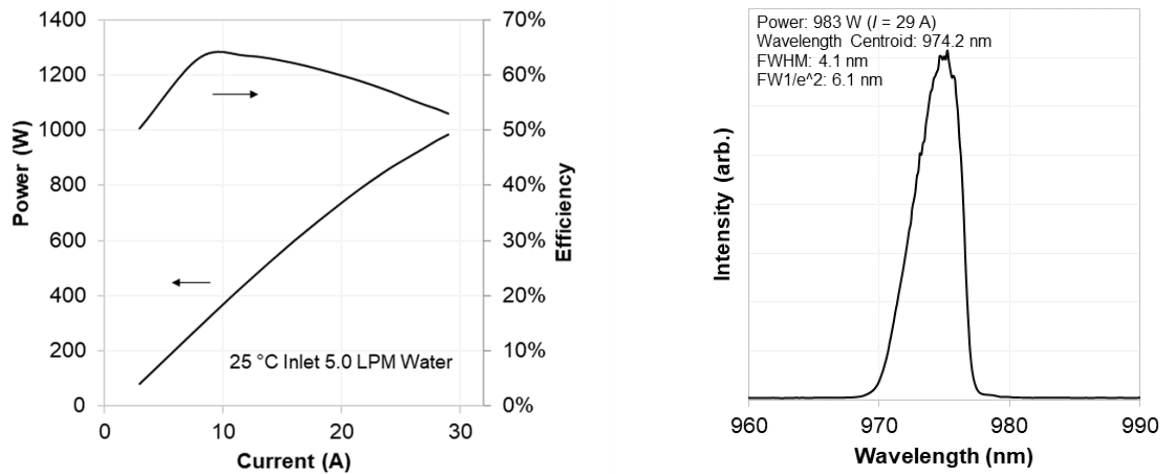 1400
1200
1000
800
600
400
200
0
Power (W)
70%
60%
50%
40%
30%
20%
10%
0%
Efficiency
25 °C Inlet 5.0 LPM Water
0 10 20 30
Current (A)
Power: 983 W (I = 29 A)
Wavelength Centroid: 974.2 nm
FWHM: 4.1 nm
FW1/e^2: 6.1 nm
Intensity (arb.)
960 970 980 990
Wavelength (nm)